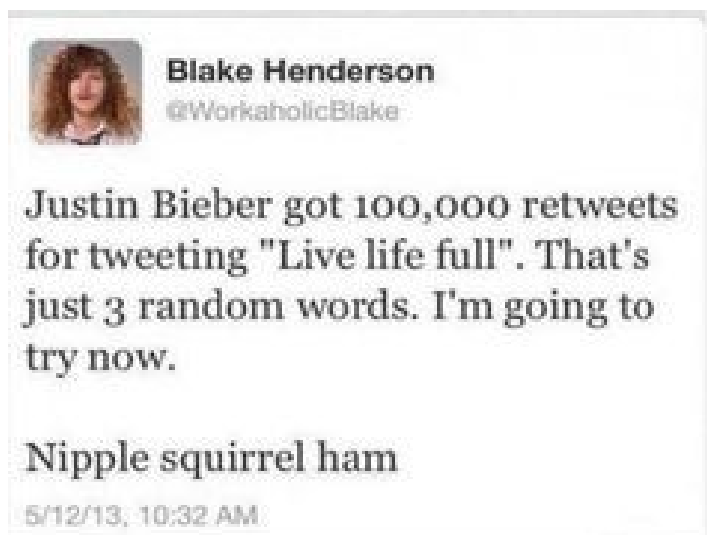 Blake Henderson
@WorkaholicBlake
Justin Bieber got 100,000 retweets
for tweeting "Live life full". That's
just 3 random words. I'm going to
try now.
Nipple squirrel ham
5/12/13, 10:32 AM